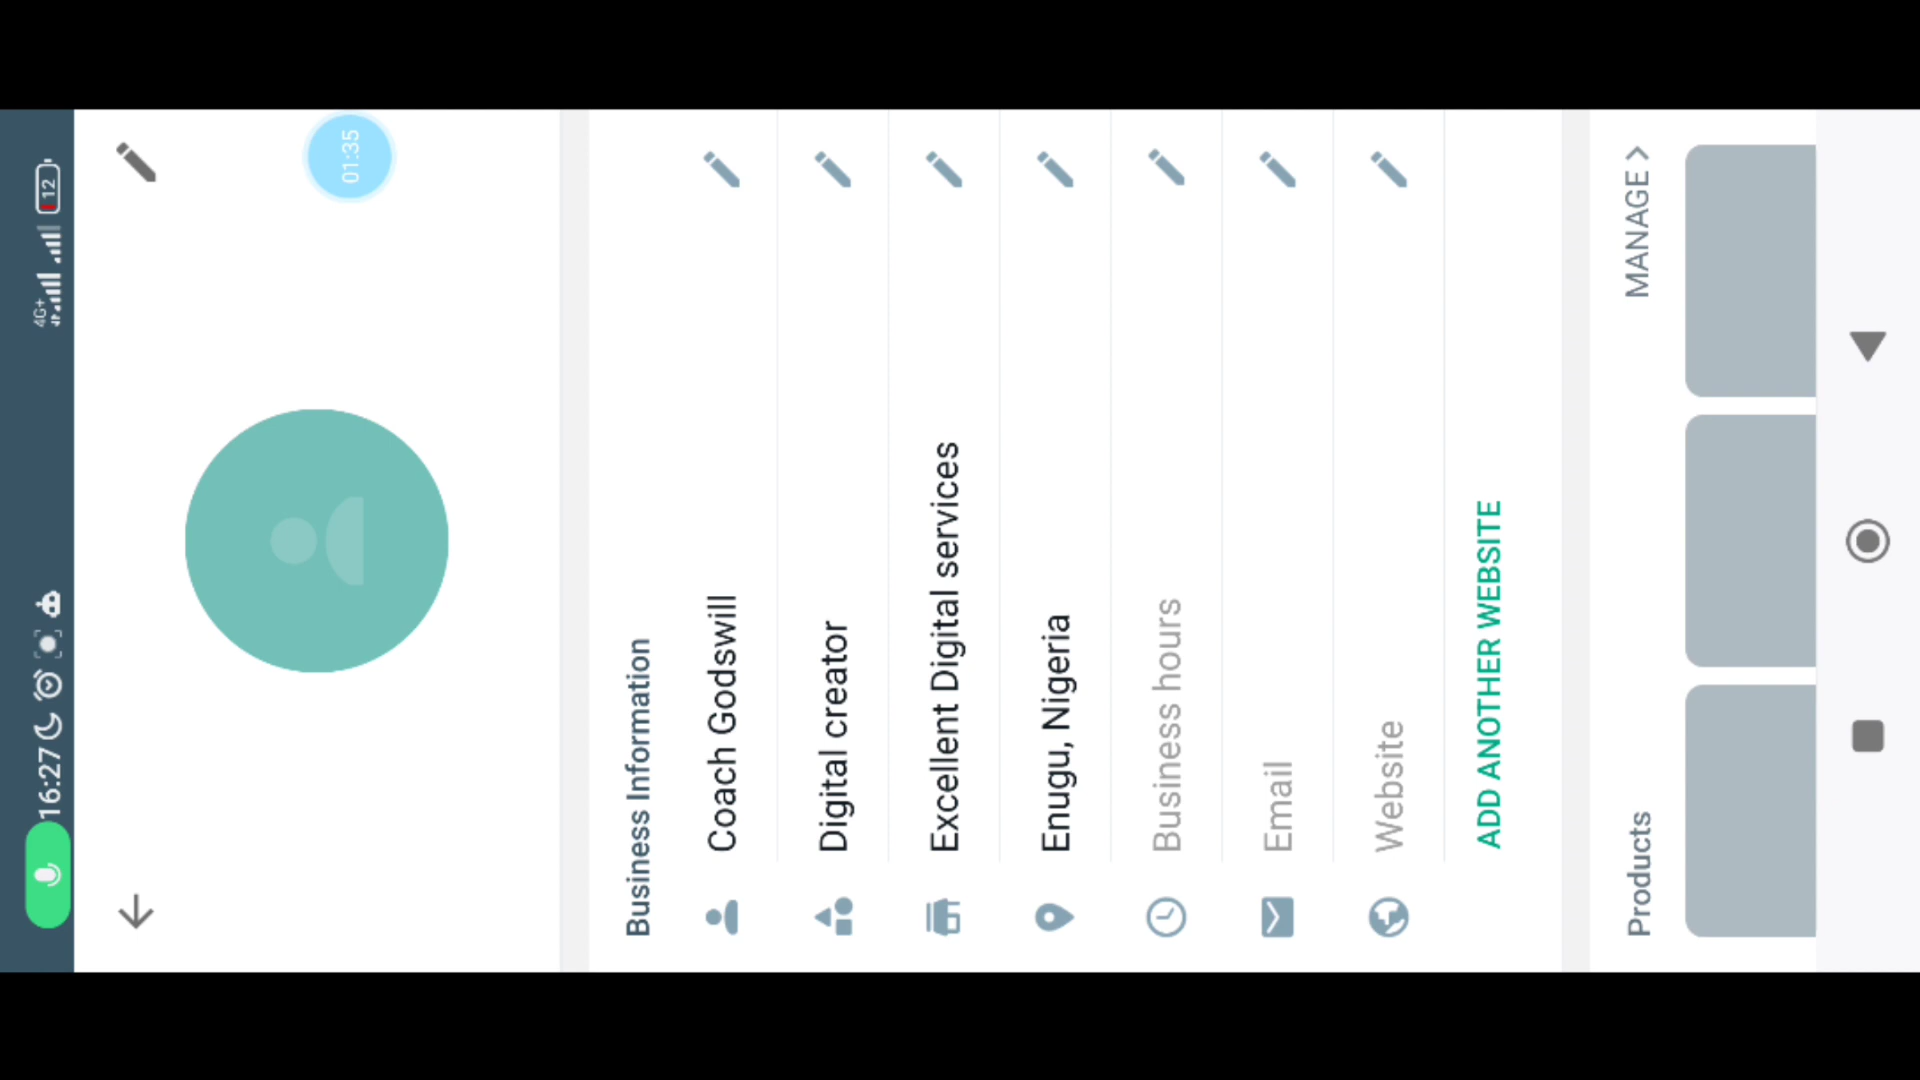 16:27
4G+
12
01:35
Business Information
Coach Godswill
Digital creator
Excellent Digital services
Enugu, Nigeria
Business hours
Email
Website
ADD ANOTHER WEBSITE
Products
MANAGE >